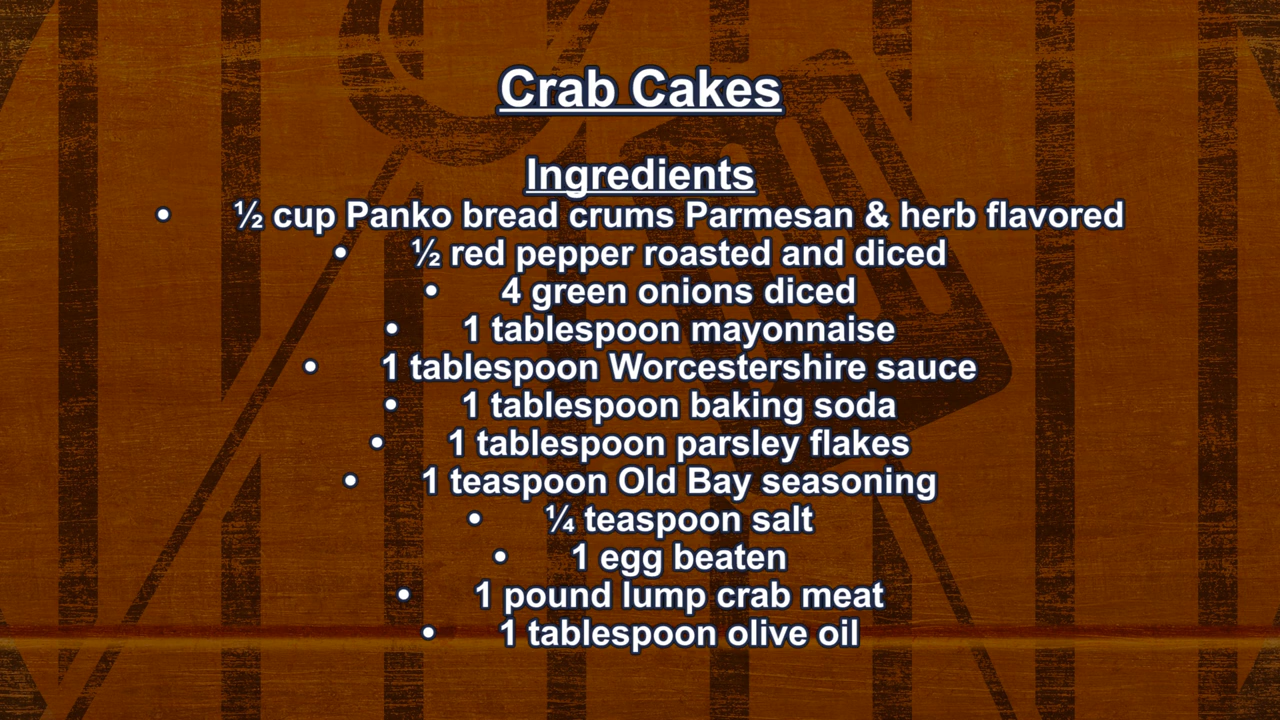 Crab Cakes
Ingredients
• ½ cup Panko bread crums Parmesan & herb flavored
• ½ red pepper roasted and diced
• 4 green onions diced
• 1 tablespoon mayonnaise
• 1 tablespoon Worcestershire sauce
• 1 tablespoon baking soda
• 1 tablespoon parsley flakes
• 1 teaspoon Old Bay seasoning
• ¼ teaspoon salt
• 1 egg beaten
• 1 pound lump crab meat
• 1 tablespoon olive oil